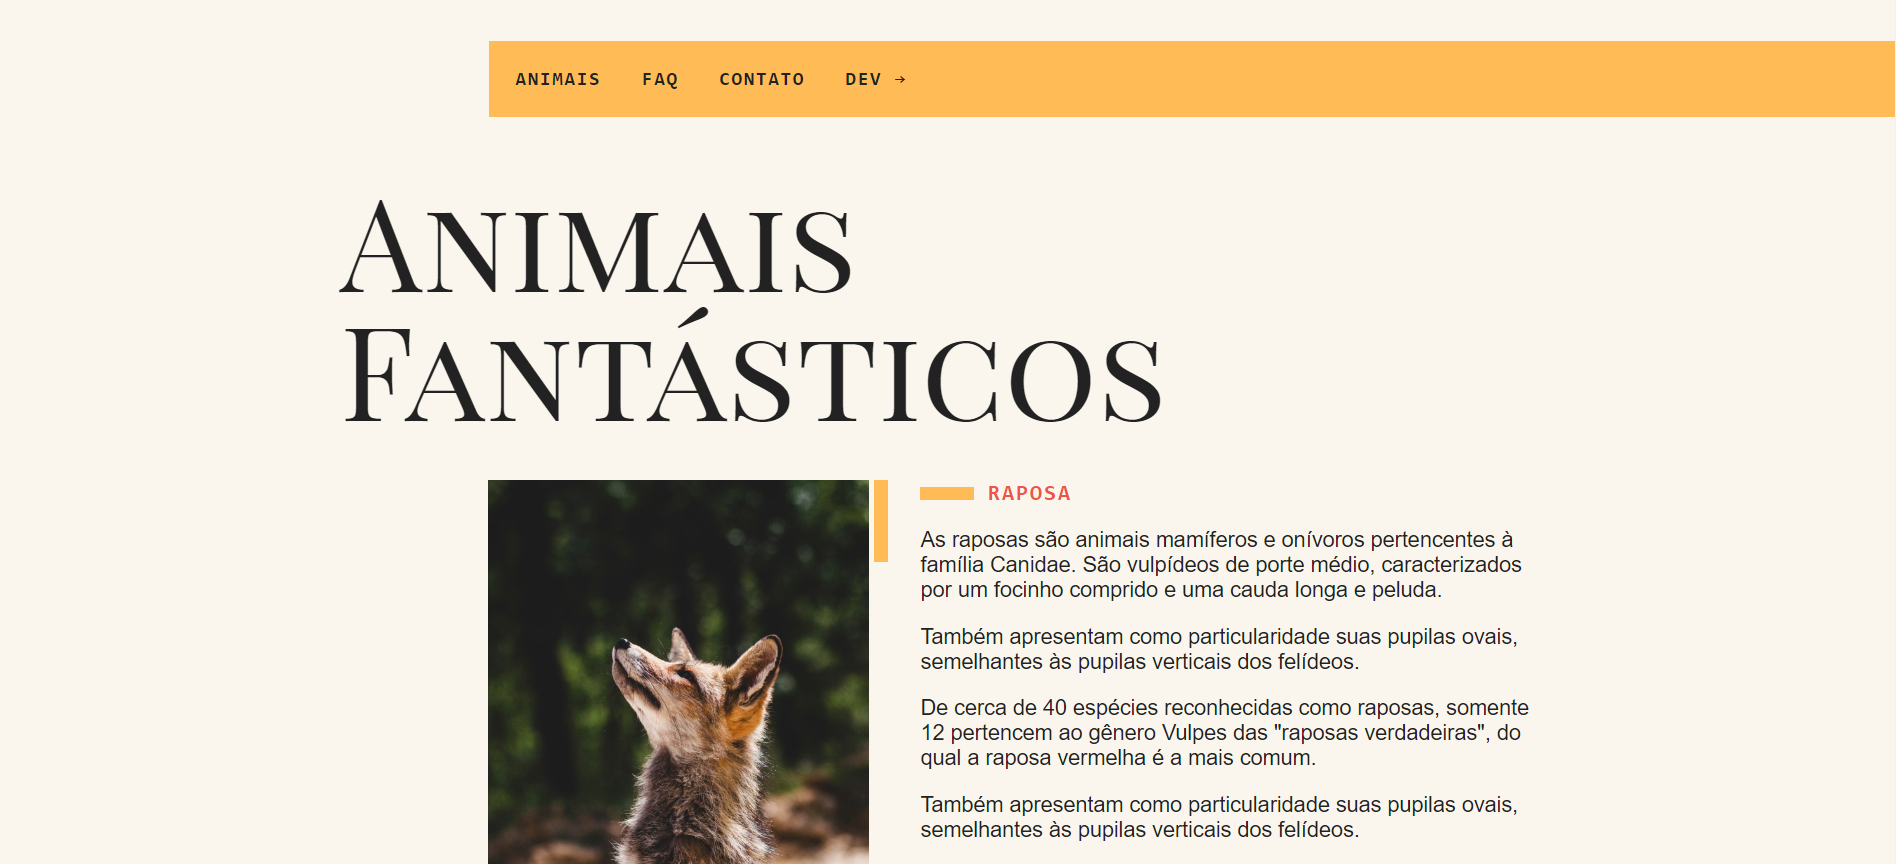 ANIMAIS FAQ CONTATO DEV →
ANIMAIS
FANTÁSTICOS
RAPOSA
As raposas são animais mamíferos e onívoros pertencentes à
família Canidae. São vulpídeos de porte médio, caracterizados
por um focinho comprido e uma cauda longa e peluda.
Também apresentam como particularidade suas pupilas ovais,
semelhantes às pupilas verticais dos felídeos.
De cerca de 40 espécies reconhecidas como raposas, somente
12 pertencem ao gênero Vulpes das "raposas verdadeiras", do
qual a raposa vermelha é a mais comum.
Também apresentam como particularidade suas pupilas ovais,
semelhantes às pupilas verticais dos felídeos.